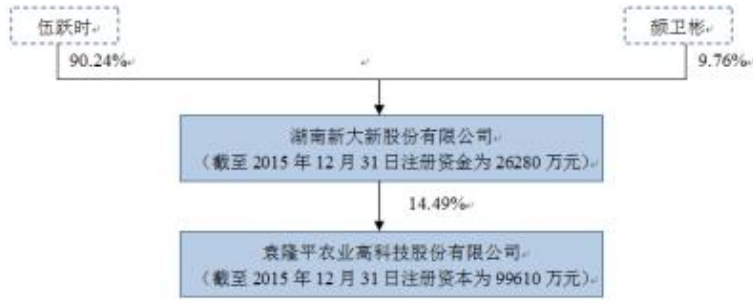 伍跃时
颜卫彬
90.24%
9.76%
湖南新大新股份有限公司
（截至 2015 年 12 月 31 日注册资金为 26280 万元）
14.49%
袁隆平农业高科技股份有限公司
（截至 2015 年 12 月 31 日注册资本为 99610 万元）